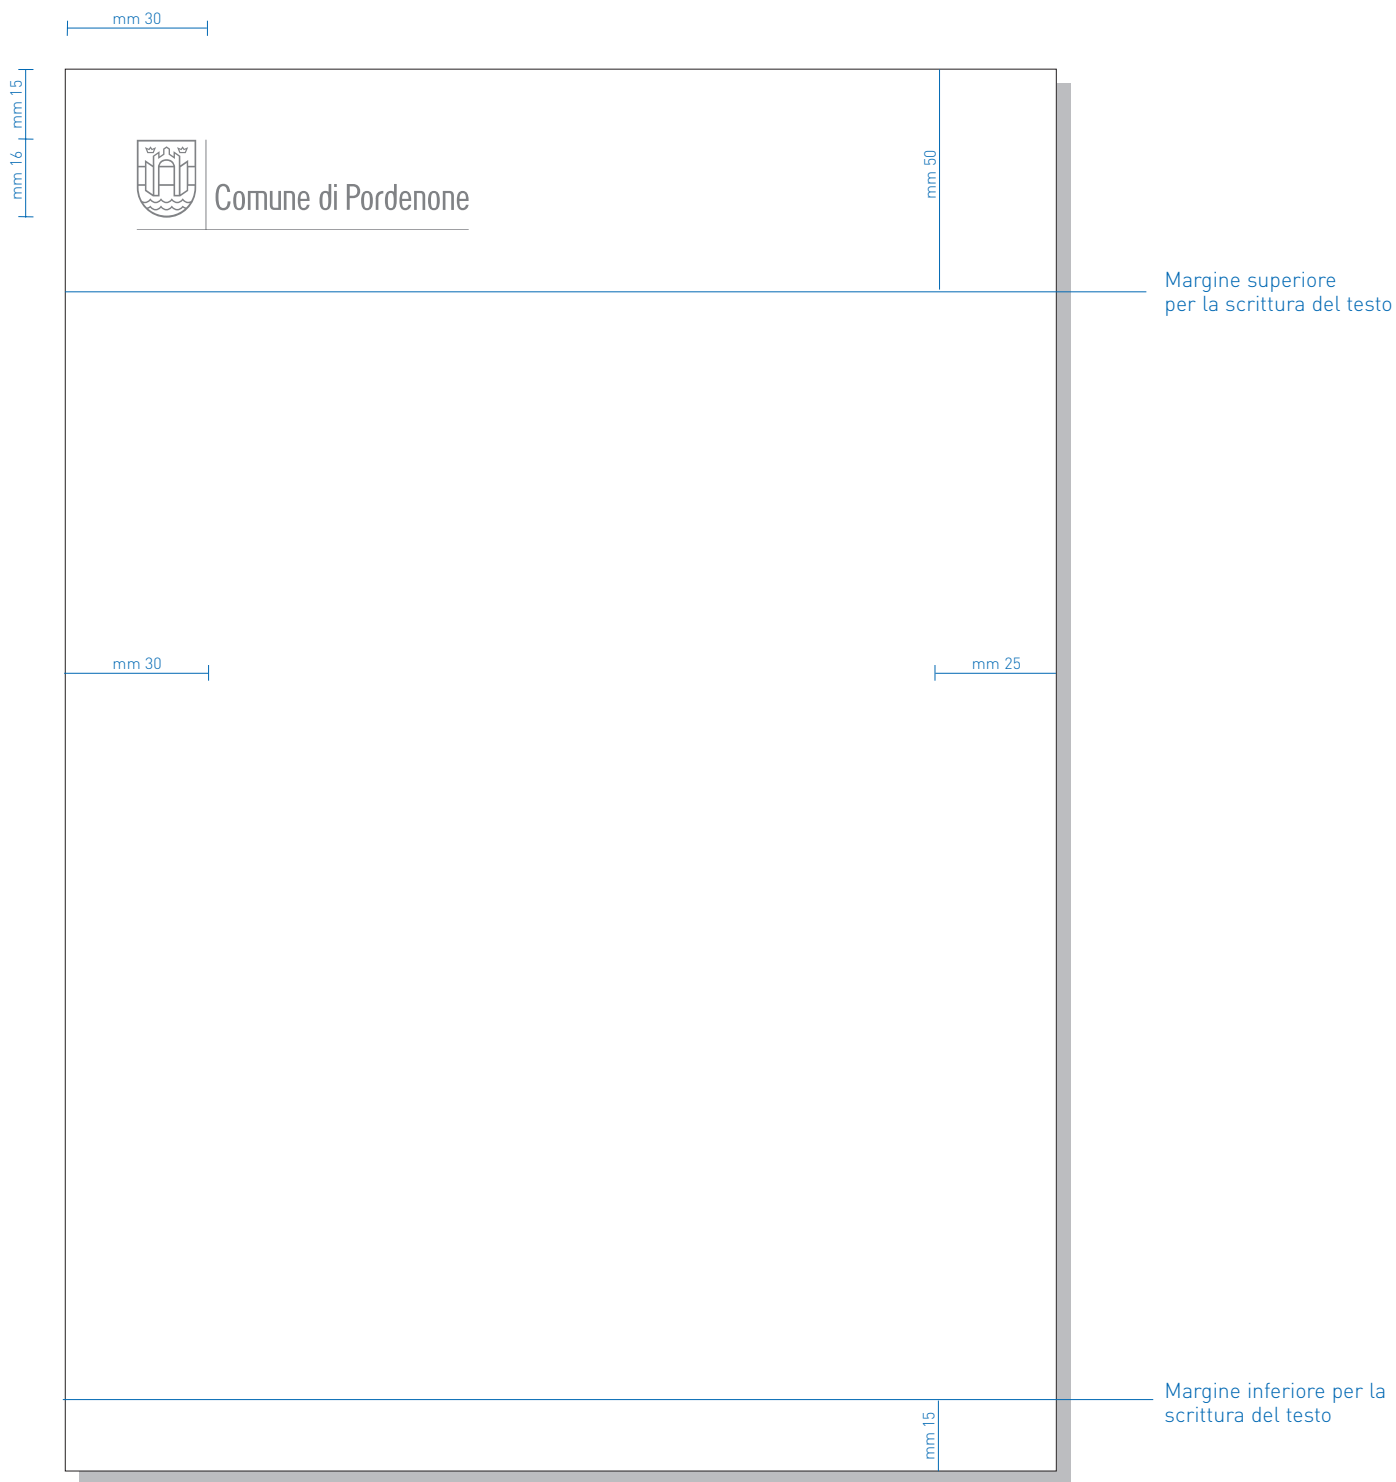 mm 30
mm 15
mm 16
mm 50
Comune di Pordenone
Margine superiore
per la scrittura del testo
mm 30
mm 25
Margine inferiore per la
scrittura del testo
mm 15